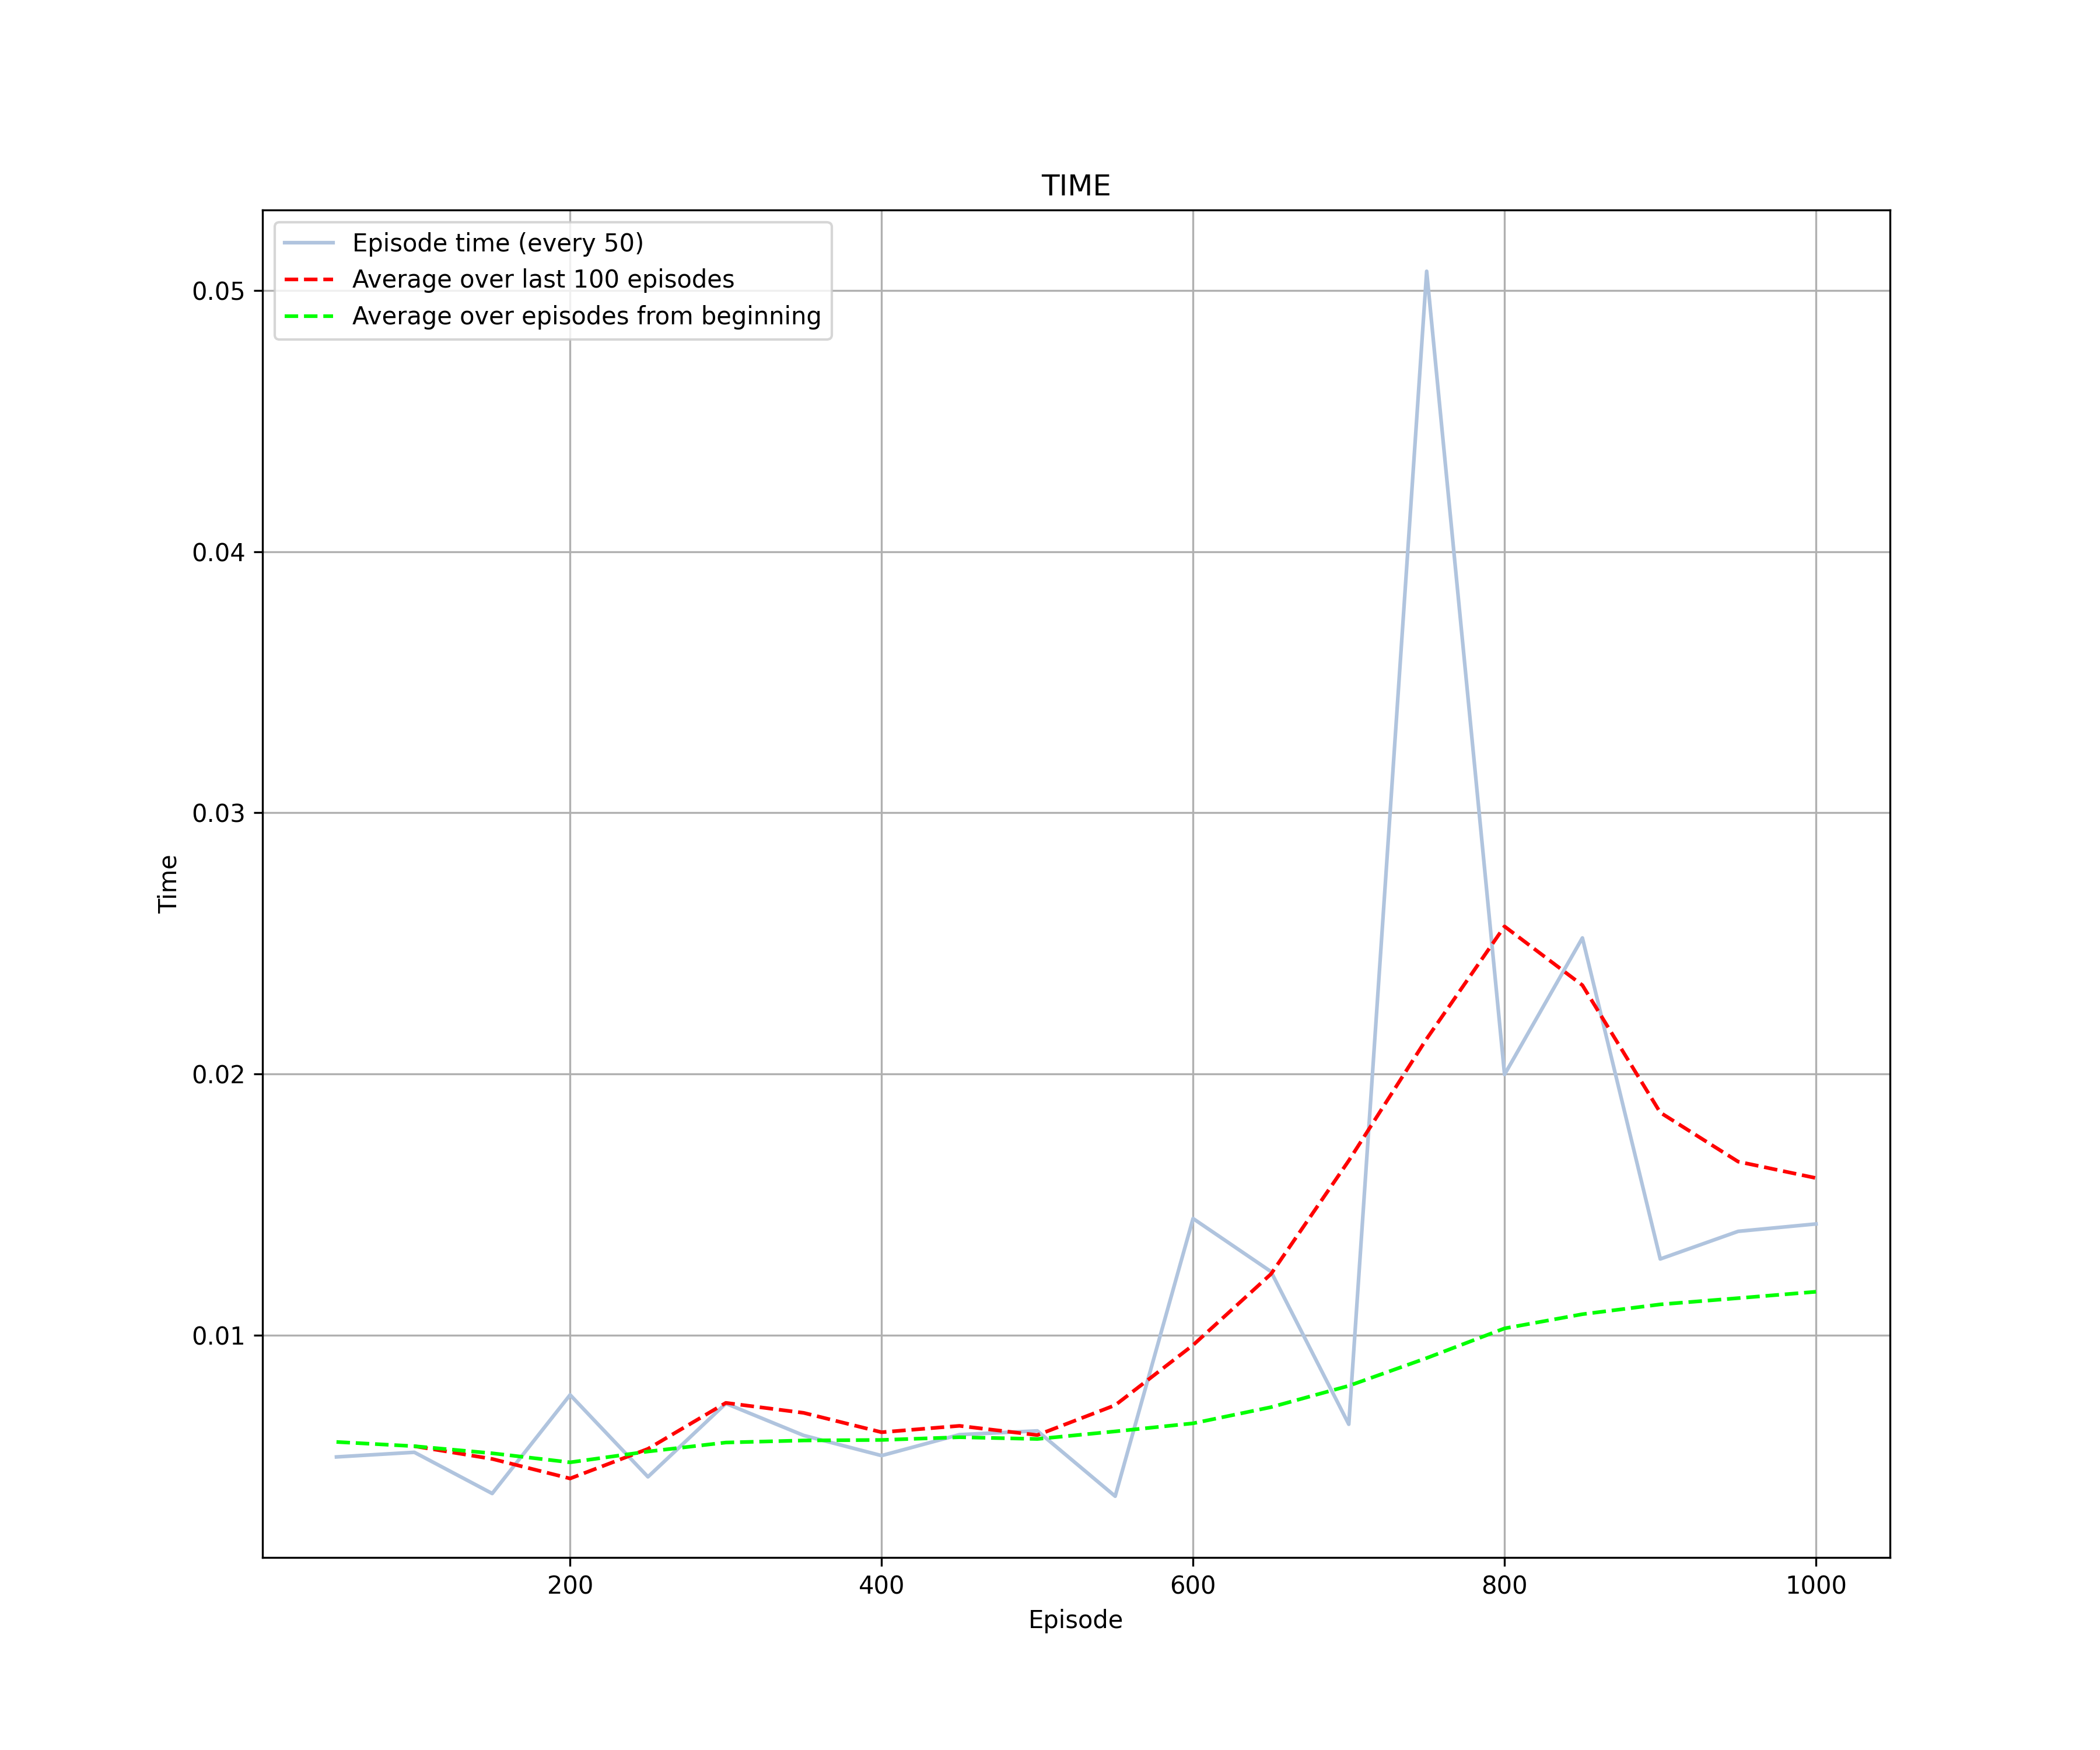 TIME
Episode time (every 50)
Average over last 100 episodes
Average over episodes from beginning
0.05
0.04
0.03
0.02
0.01
Time
200 400 600 800 1000
Episode